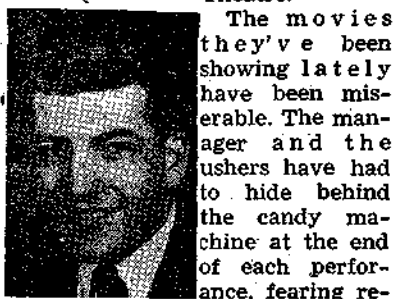 The movies
they've been
showing lately
have been mis-
erable. The man-
ager and the
ushers have had
to hide behind
the candy ma-
chine at the end
of each perfor-
ance, fearing re-